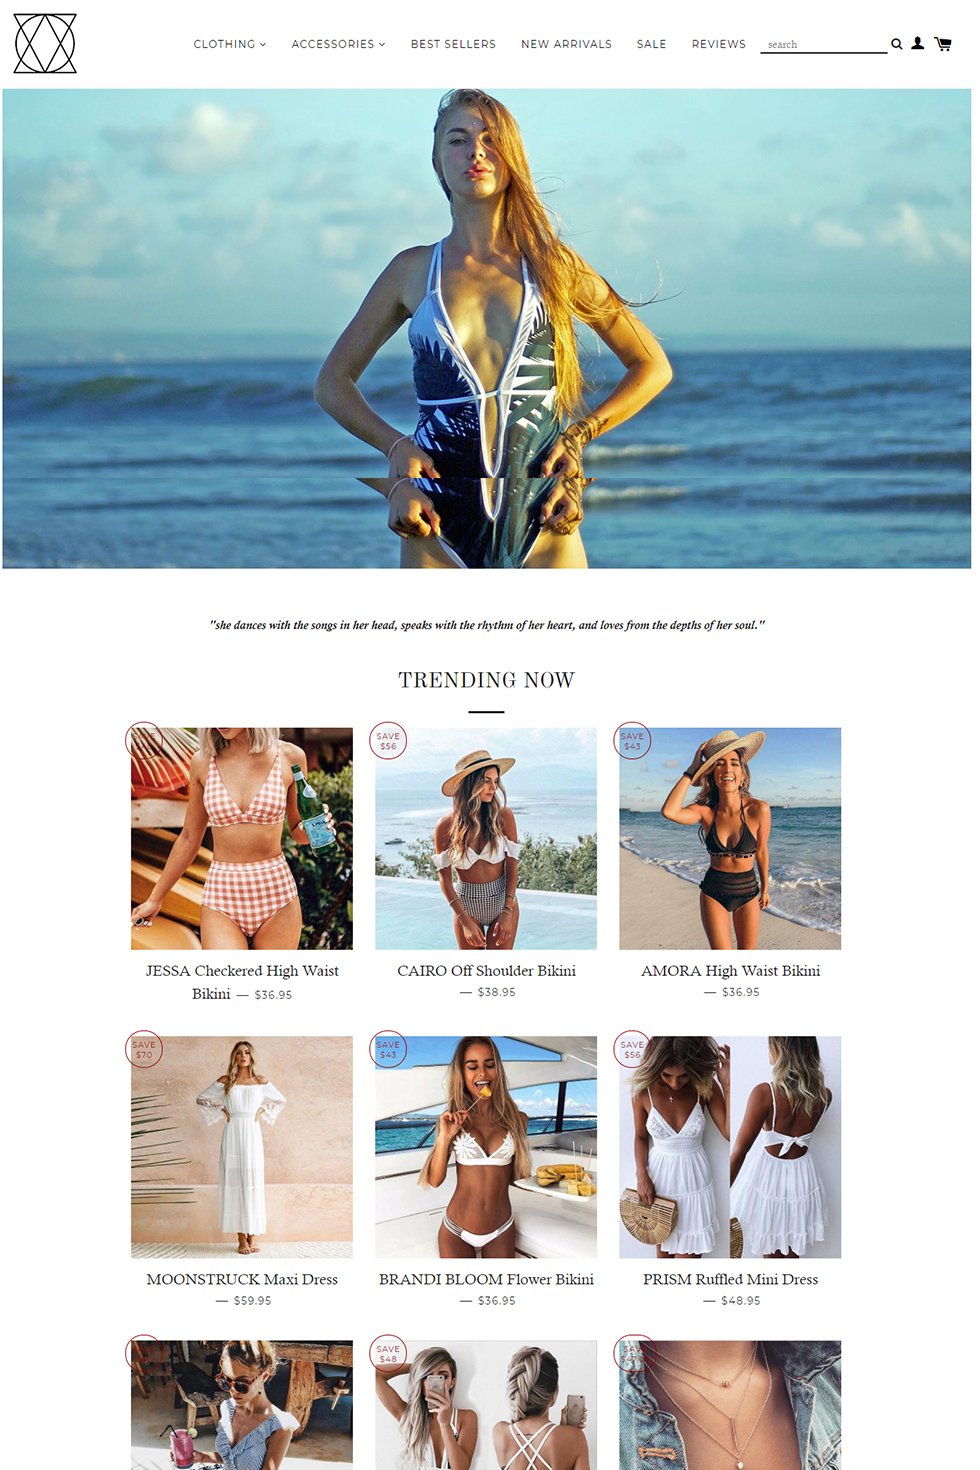 CLOTHING
ACCESSORIES
BEST SELLERS
NEW ARRIVALS
SALE
REVIEWS
search
"she dances with the songs in her head, speaks with the rhythm of her heart, and loves from the depths of her soul."
TRENDING NOW
SAVE
SAVE
$56
SAVE
$43
JESSA Checkered High Waist
Bikini — $36.95
CAIRO Off Shoulder Bikini
— $38.95
AMORA High Waist Bikini
— $36.95
SAVE
$70
SAVE
$43
SAVE
$56
MOONSTRUCK Maxi Dress
— $59.95
BRANDI BLOOM Flower Bikini
— $36.95
PRISM Ruffled Mini Dress
— $48.95
SAVE
$48
SAVE